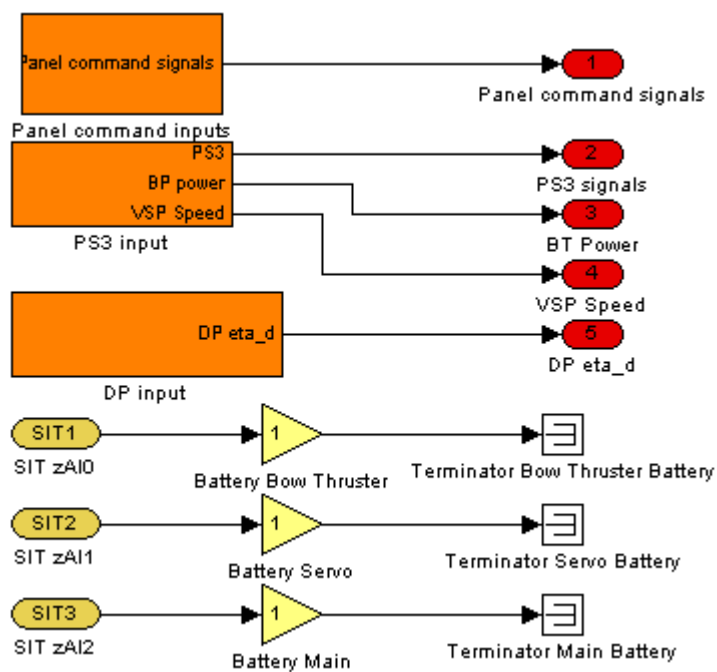 Panel command signals
1
Panel command signals
Panel command inputs
PS3
2
BP power
PS3 signals
VSP Speed
3
PS3 input
BT Power
4
VSP Speed
DP eta_d
5
DP input
DP eta_d
SIT1
1
SIT zAI0
Battery Bow Thruster
Terminator Bow Thruster Battery
SIT2
1
SIT zAI1
Battery Servo
Terminator Servo Battery
SIT3
1
SIT zAI2
Battery Main
Terminator Main Battery